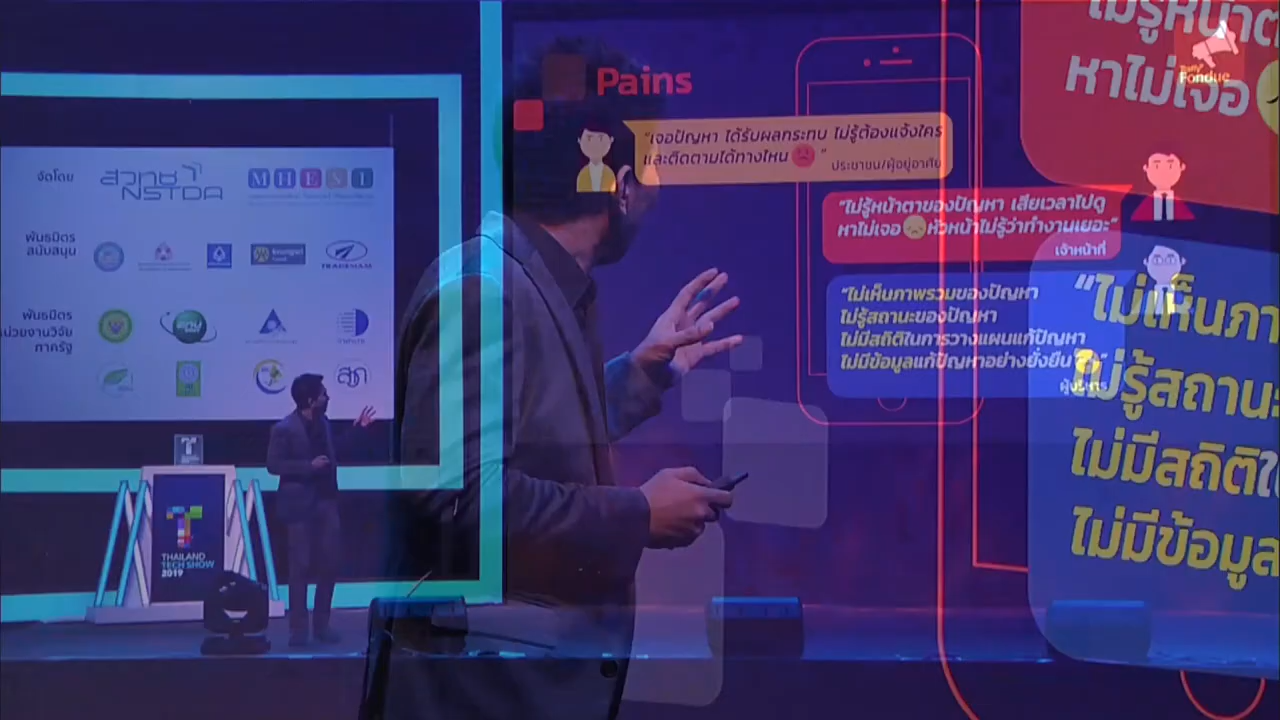 จัดโดย
สวทช
NSTDA
MHESI
พันธมิตร
สนับสนุน
พันธมิตร
หน่วยงานวิจัย
ภาครัฐ
THAILAND
TECH SHOW
2019
Pains
"เจอปัญหา ได้รับผลกระทบ ไม่รู้ต้องแจ้งใคร
และติดตามได้ทางไหน "
ประชาชน/ผู้อยู่อาศัย
"ไม่รู้หน้าตาของปัญหา เสียเวลาไปดู
หาไม่เจอ หัวหน้าไม่รู้ว่าทำงานเยอะ"
เจ้าหน้าที่
"ไม่เห็นภาพรวมของปัญหา
ไม่รู้สถานะของปัญหา
ไม่มีสถิติในการวางแผนแก้ปัญหา
ไม่มีข้อมูลแก้ปัญหาอย่างยั่งยืน
ผู้บริหาร
หาไม่เจอ
Traffy
Fondue
"ไม่เห็นภา
ไม่รู้สถานะ
ไม่มีสถิติใ
ไม่มีข้อมูล